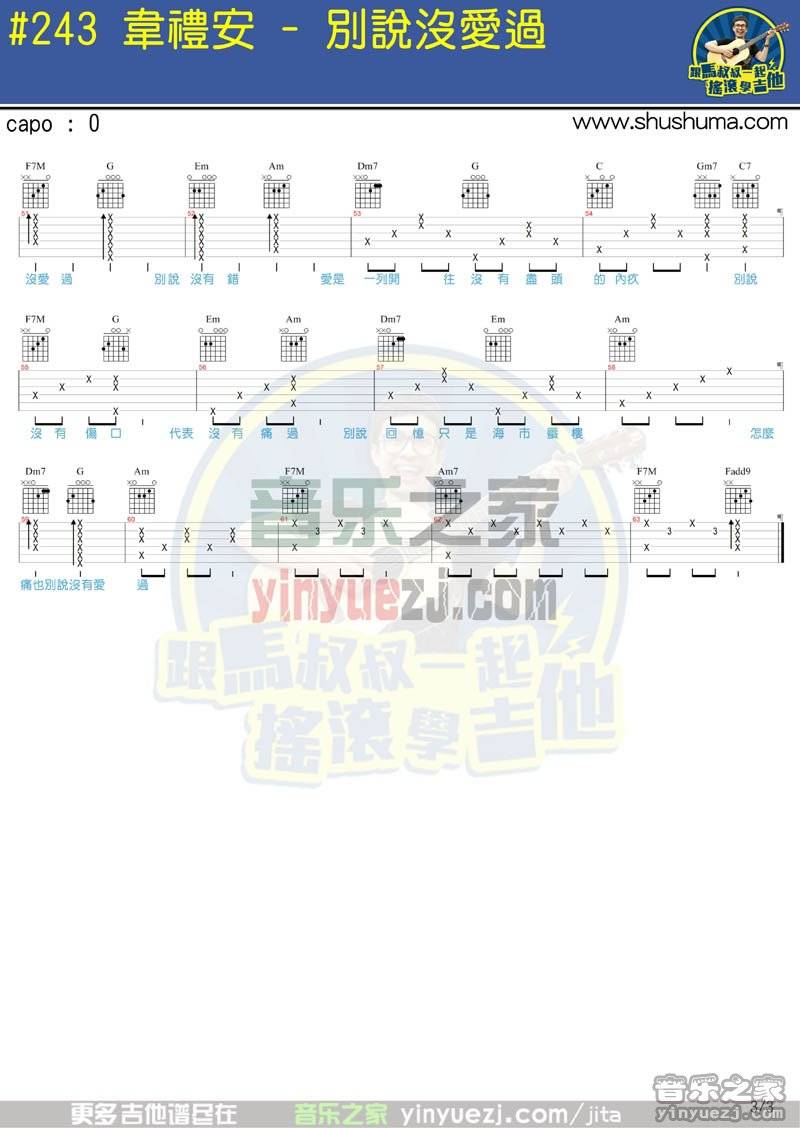 #243 韋禮安 - 別說沒愛過
跟馬叔叔一起
搖滾學吉他
capo : 0
www.shushuma.com
F7M G Em Am Dm7 G C Gm7 C7
51 52 53 54
沒愛過 別說沒有錯 愛是一列開往沒有盡頭的內疚 別說
F7M G Em Am Dm7 Em Am
55 56 57 58
沒有傷口 代表沒有痛過 別說回憶只是海市蜃樓 怎麼
Dm7 G Am F7M Am7 F7M Fadd9
59 60 61 62 63
3 3 3 3
痛也別說沒有愛過
音乐之家
yinyuezj.com
跟馬叔叔一起
搖滾學吉他
更多吉他谱尽在 音乐之家 yinyuezj.com/jita
音乐之家
yinyuezj.com
3/3